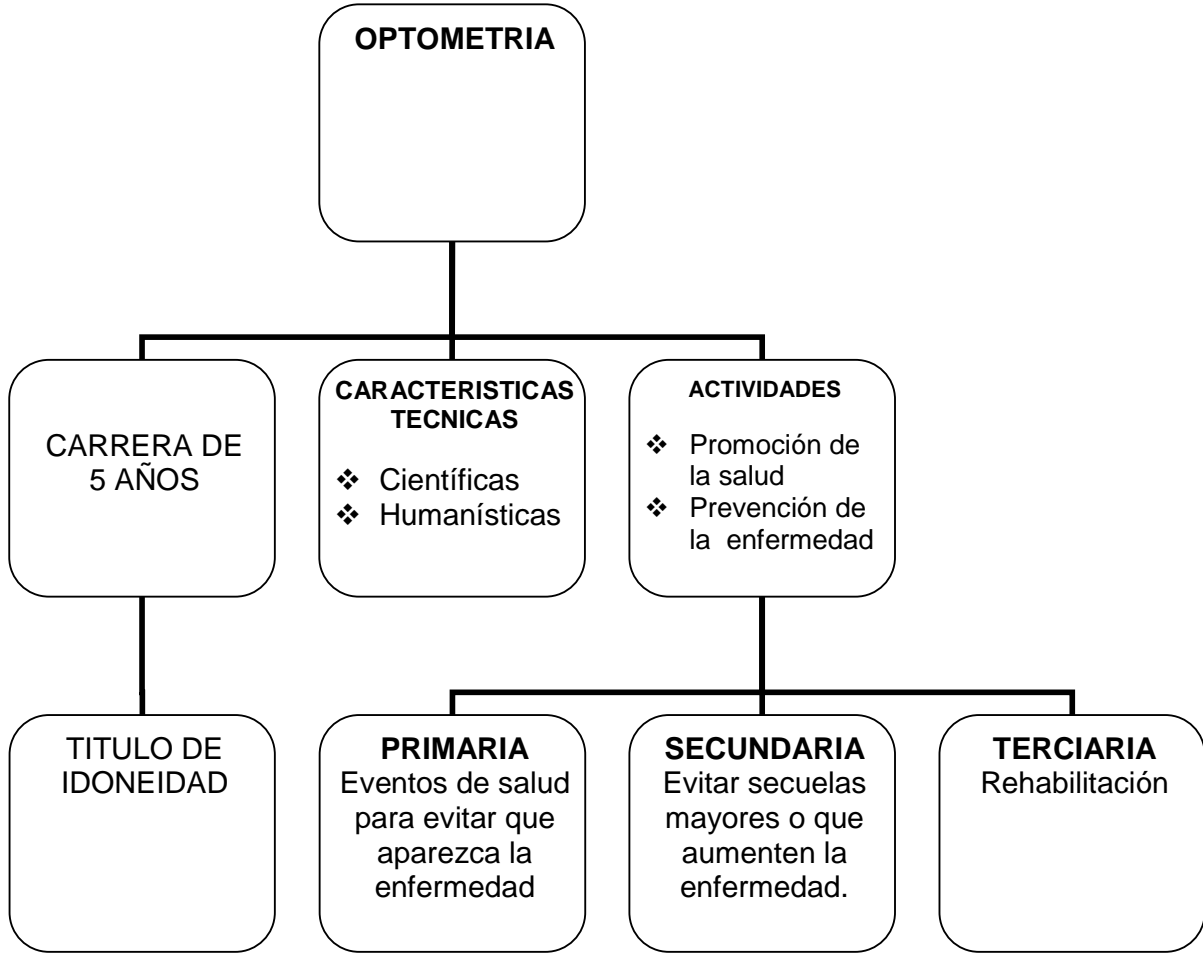 OPTOMETRIA
CARRERA DE
5 AÑOS
CARACTERISTICAS
TECNICAS
❖ Científicas
❖ Humanísticas
ACTIVIDADES
❖ Promoción de
la salud
❖ Prevención de
la enfermedad
TITULO DE
IDONEIDAD
PRIMARIA
Eventos de salud
para evitar que
aparezca la
enfermedad
SECUNDARIA
Evitar secuelas
mayores o que
aumenten la
enfermedad.
TERCIARIA
Rehabilitación